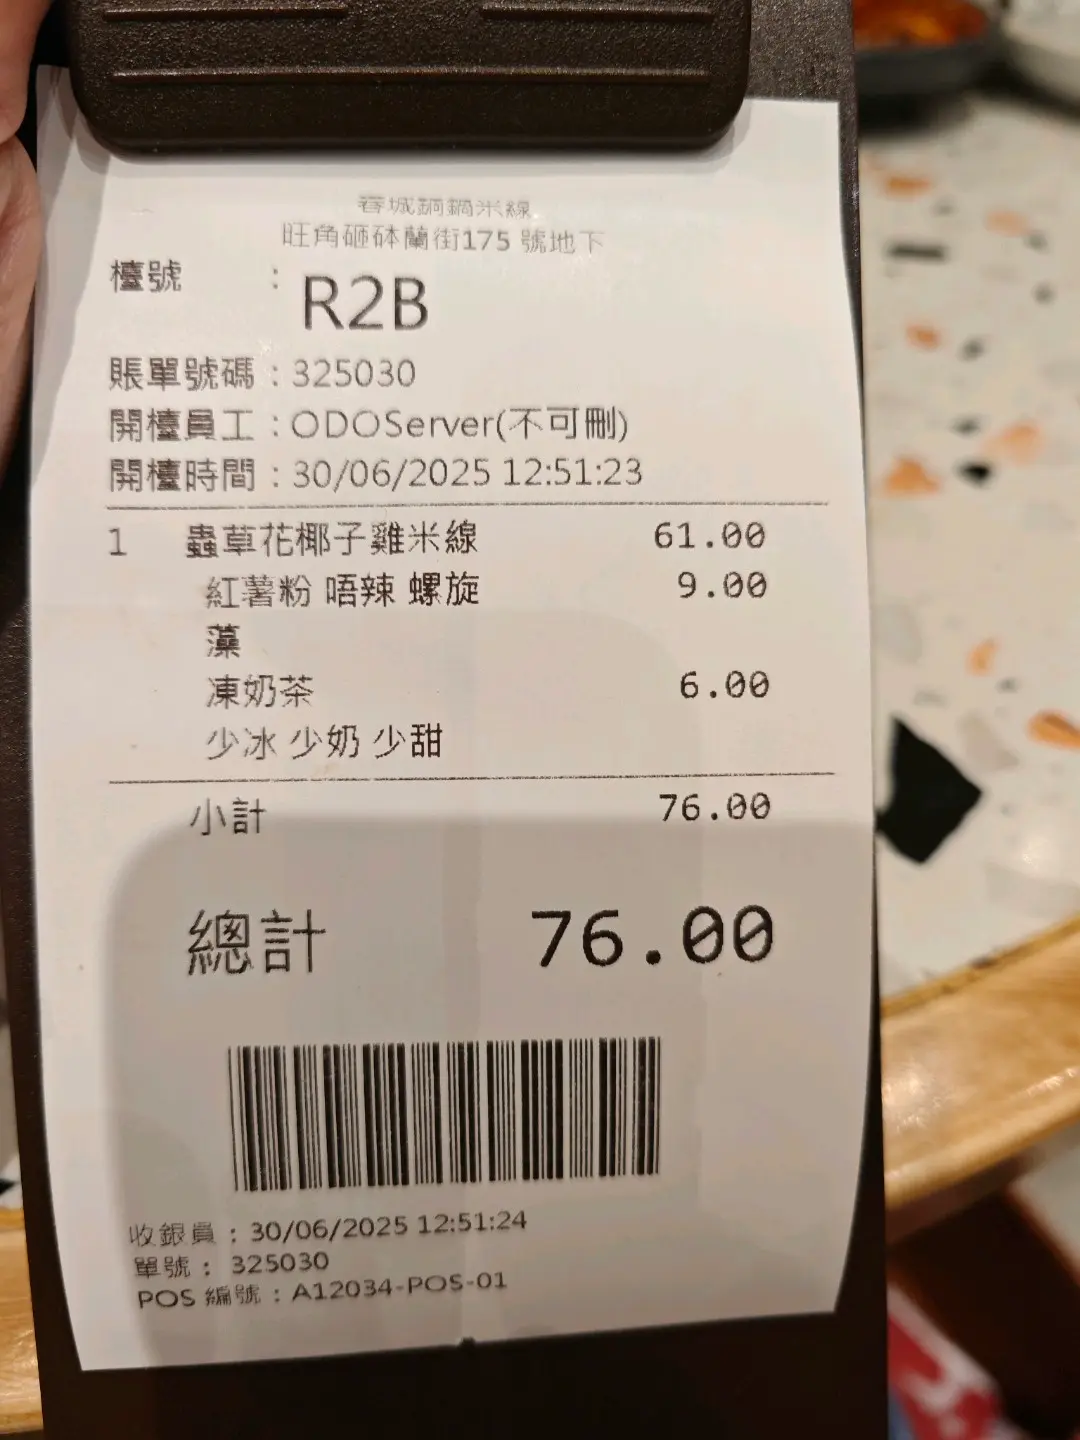 春城銅鍋米線
旺角砵蘭街175 號地下
檯號 : R2B
賬單號碼 : 325030
開檯員工 : ODOServer(不可刪)
開檯時間 : 30/06/2025 12:51:23
1 蟲草花椰子雞米線 61.00
紅薯粉 唔辣 螺旋 9.00
藻
凍奶茶 6.00
少冰 少奶 少甜
小計 76.00
總計 76.00
收銀員 : 30/06/2025 12:51:24
單號 : 325030
POS 編號 : A12034-POS-01